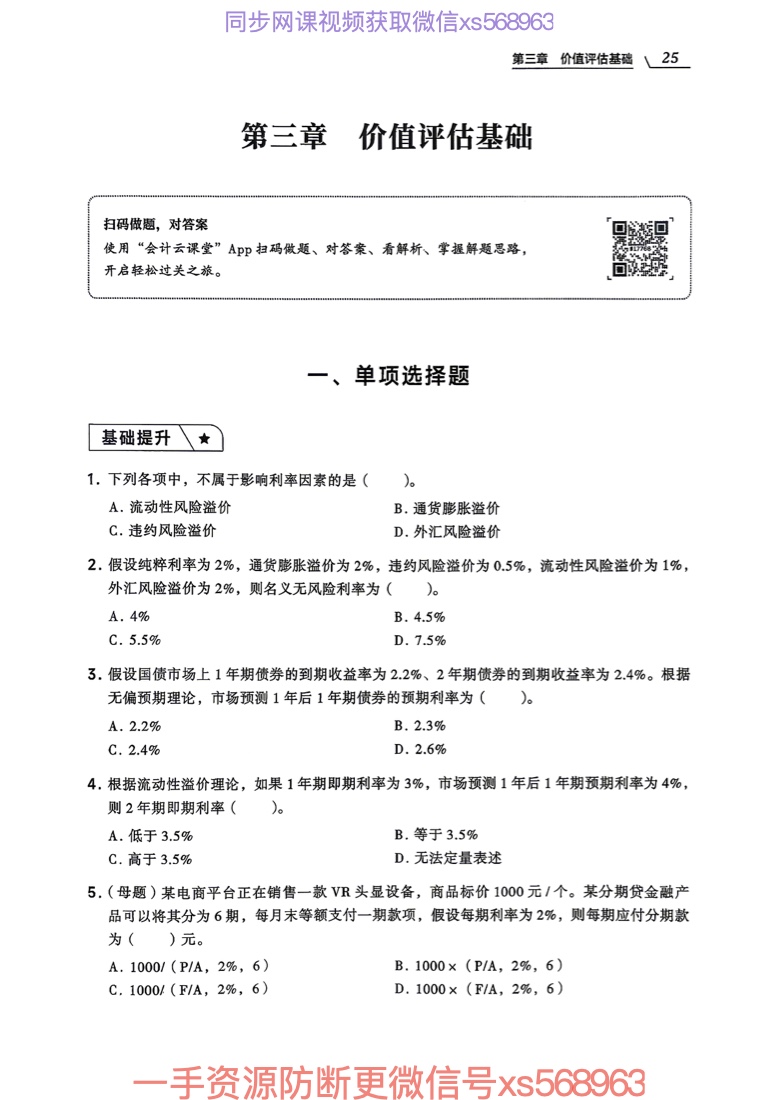 同步网课视频获取微信xs568963
第三章 价值评估基础 25
第三章 价值评估基础
扫码做题，对答案
使用“会计云课堂”App 扫码做题、对答案、看解析、掌握解题思路，
开启轻松过关之旅。
一、单项选择题
基础提升 ★
1. 下列各项中，不属于影响利率因素的是（ ）。
A. 流动性风险溢价 B. 通货膨胀溢价
C. 违约风险溢价 D. 外汇风险溢价
2. 假设纯粹利率为 2%，通货膨胀溢价为 2%，违约风险溢价为 0.5%，流动性风险溢价为 1%，
外汇风险溢价为 2%，则名义无风险利率为（ ）。
A. 4% B. 4.5%
C. 5.5% D. 7.5%
3. 假设国债市场上 1 年期债券的到期收益率为 2.2%、2 年期债券的到期收益率为 2.4%。根据
无偏预期理论，市场预测 1 年后 1 年期债券的预期利率为（ ）。
A. 2.2% B. 2.3%
C. 2.4% D. 2.6%
4. 根据流动性溢价理论，如果 1 年期即期利率为 3%，市场预测 1 年后 1 年期预期利率为 4%，
则 2 年期即期利率（ ）。
A. 低于 3.5% B. 等于 3.5%
C. 高于 3.5% D. 无法定量表述
5.（母题）某电商平台正在销售一款 VR 头显设备，商品标价 1000 元 / 个。某分期贷金融产
品可以将其分为 6 期，每月末等额支付一期款项，假设每期利率为 2%，则每期应付分期款
为（ ）元。
A. 1000/（P/A，2%，6） B. 1000 ×（P/A，2%，6）
C. 1000/（F/A，2%，6） D. 1000 ×（F/A，2%，6）
一手资源防断更微信号xs568963